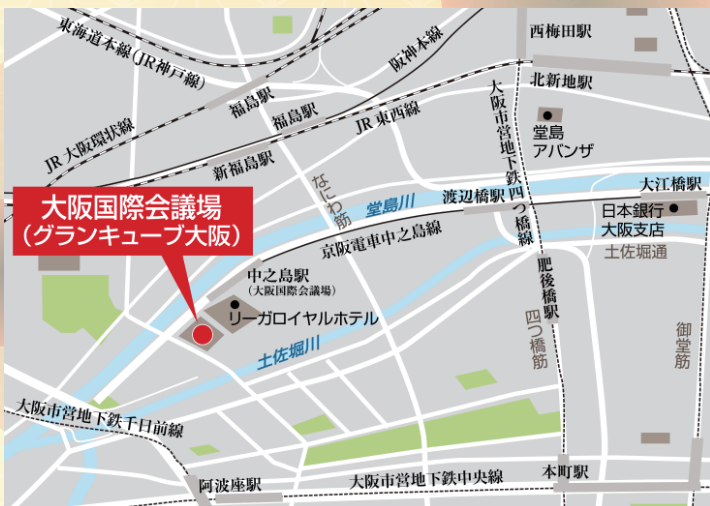 東海道本線(JR神戸線)
阪神本線
西梅田駅
北新地駅
福島駅
福島駅
JR東西線
大阪市営地下鉄四つ橋線
堂島
アバンザ
JR大阪環状線
新福島駅
なにわ筋
堂島川
渡辺橋駅
大江橋駅
大阪国際会議場
(グランキューブ大阪)
日本銀行
大阪支店
京阪電車中之島線
土佐堀通
中之島駅
(大阪国際会議場)
肥後橋駅
リーガロイヤルホテル
四つ橋筋
御堂筋
土佐堀川
大阪市営地下鉄千日前線
阿波座駅
大阪市営地下鉄中央線
本町駅